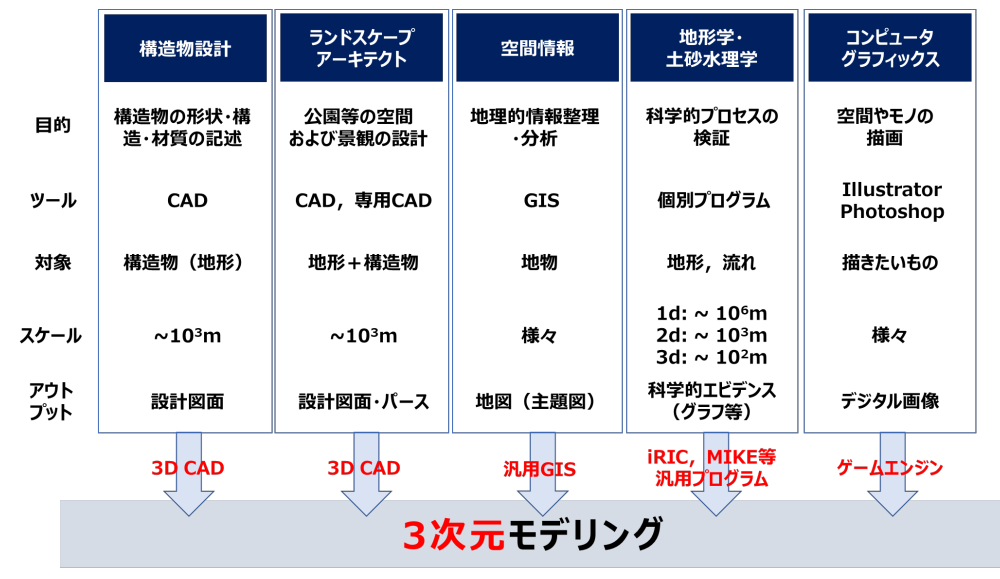 構造物設計
ランドスケープ
アーキテクト
空間情報
地形学・
土砂水理学
コンピュータ
グラフィックス
目的
構造物の形状・構
造・材質の記述
公園等の空間
および景観の設計
地理的情報整理
・分析
科学的プロセスの
検証
空間やモノの
描画
ツール
CAD
CAD，専用CAD
GIS
個別プログラム
Illustrator
Photoshop
対象
構造物（地形）
地形＋構造物
地物
地形，流れ
描きたいもの
スケール
~10³m
~10³m
様々
1d: ~ 10⁶m
2d: ~ 10³m
3d: ~ 10²m
様々
アウト
プット
設計図面
設計図面・パース
地図（主題図）
科学的エビデンス
（グラフ等）
デジタル画像
3D CAD
3D CAD
汎用GIS
iRIC，MIKE等
汎用プログラム
ゲームエンジン
３次元モデリング